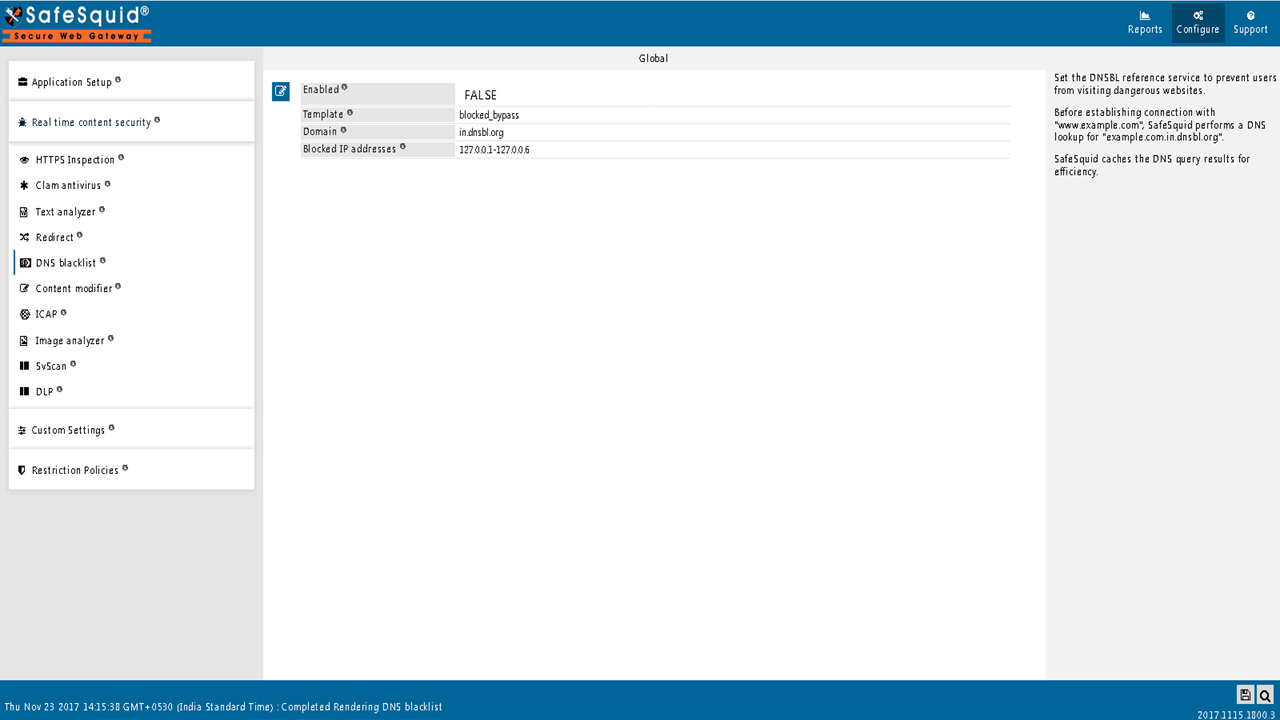 SafeSquid®
Secure Web Gateway
Reports
Configure
Support
Application Setup
Real time content security
HTTPS Inspection
Clam antivirus
Text analyzer
Redirect
DNS blacklist
Content modifier
ICAP
Image analyzer
SvScan
DLP
Custom Settings
Restriction Policies
Global
Enabled FALSE
Template blocked_bypass
Domain in.dnsbl.org
Blocked IP addresses 127.0.0.1-127.0.0.6
Set the DNSBL reference service to prevent users
from visiting dangerous websites.
Before establishing connection with
"www.example.com", SafeSquid performs a DNS
lookup for "example.com.in.dnsbl.org".
SafeSquid caches the DNS query results for
efficiency.
Thu Nov 23 2017 14:15:38 GMT+0530 (India Standard Time) : Completed Rendering DNS blacklist
2017.1115.1800.3